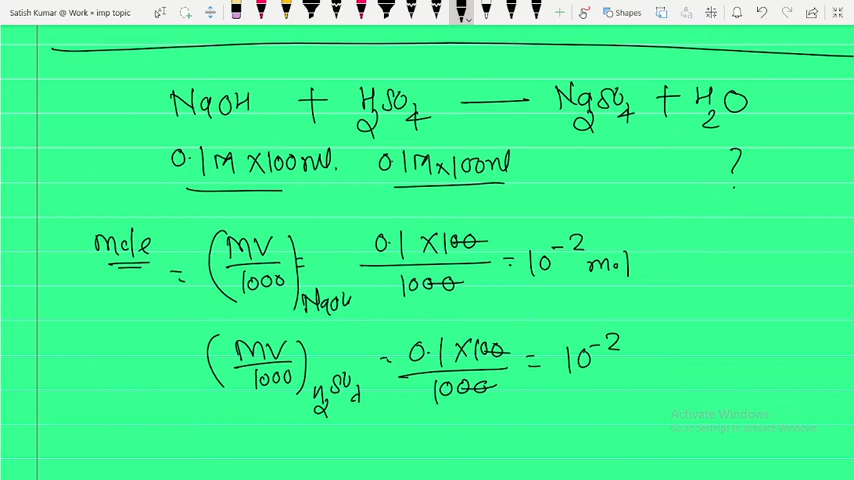 Satish Kumar @ Work » imp topic
Shapes
NaOH + H2SO4 — Na2SO4 + H2O
0.1M×100ml. 0.1M×100ml ?
mole = (MV/1000)NaOH = 0.1×100/1000 = 10-2 mol
(MV/1000)H2SO4 = 0.1×100/1000 = 10-2
Activate Windows
Go to Settings to activate Windows.